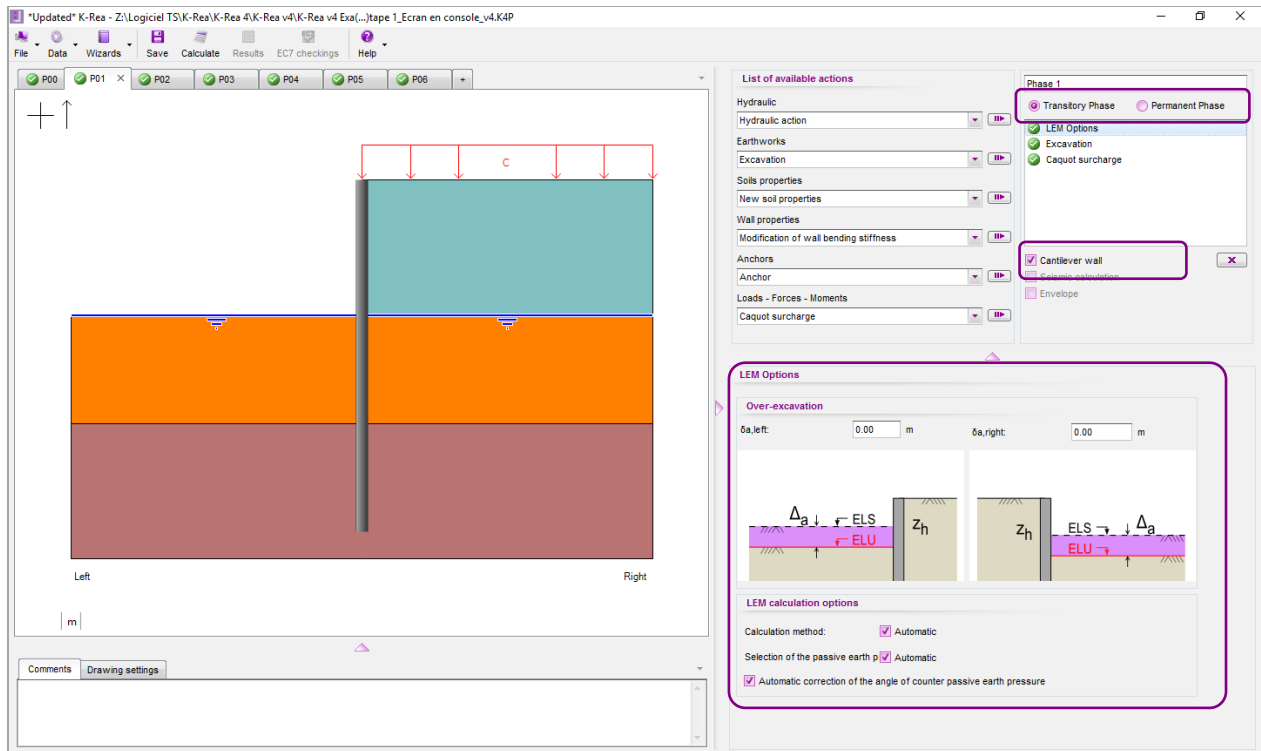 *Updated* K-Rea - Z:\Logiciel TS\K-Rea\K-Rea 4\K-Rea v4\K-Rea v4 Exa(...)tape 1_Ecran en console_v4.K4P
File Data Wizards Save Calculate Results EC7 checkings Help
P00 P01 × P02 P03 P04 P05 P06 +
C
Left Right
m
Comments Drawing settings
List of available actions
Hydraulic
Hydraulic action
Earthworks
Excavation
Soils properties
New soil properties
Wall properties
Modification of wall bending stiffness
Anchors
Anchor
Loads - Forces - Moments
Caquot surcharge
Phase 1
Transitory Phase Permanent Phase
LEM Options
Excavation
Caquot surcharge
Cantilever wall
Seismic calculation
Envelope
LEM Options
Over-excavation
δa,left: 0.00 m δa,right: 0.00 m
Δa ELS zh
ELU
zh ELS Δa
ELU
LEM calculation options
Calculation method: Automatic
Selection of the passive earth p Automatic
Automatic correction of the angle of counter passive earth pressure